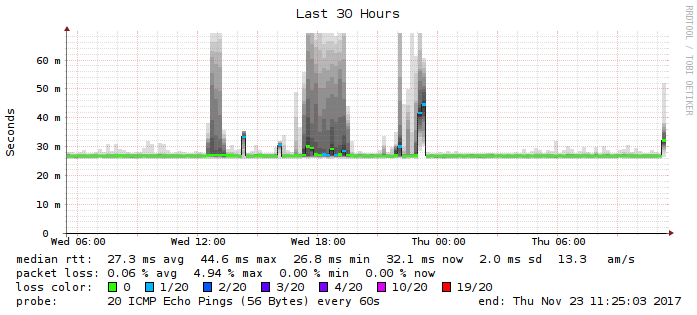 Last 30 Hours
RRDTOOL / TOBI OETIKER
Seconds
60 m
50 m
40 m
30 m
20 m
10 m
0
Wed 06:00 Wed 12:00 Wed 18:00 Thu 00:00 Thu 06:00
median rtt: 27.3 ms avg 44.6 ms max 26.8 ms min 32.1 ms now 2.0 ms sd 13.3 am/s
packet loss: 0.06 % avg 4.94 % max 0.00 % min 0.00 % now
loss color: 0 1/20 2/20 3/20 4/20 10/20 19/20
probe: 20 ICMP Echo Pings (56 Bytes) every 60s end: Thu Nov 23 11:25:03 2017